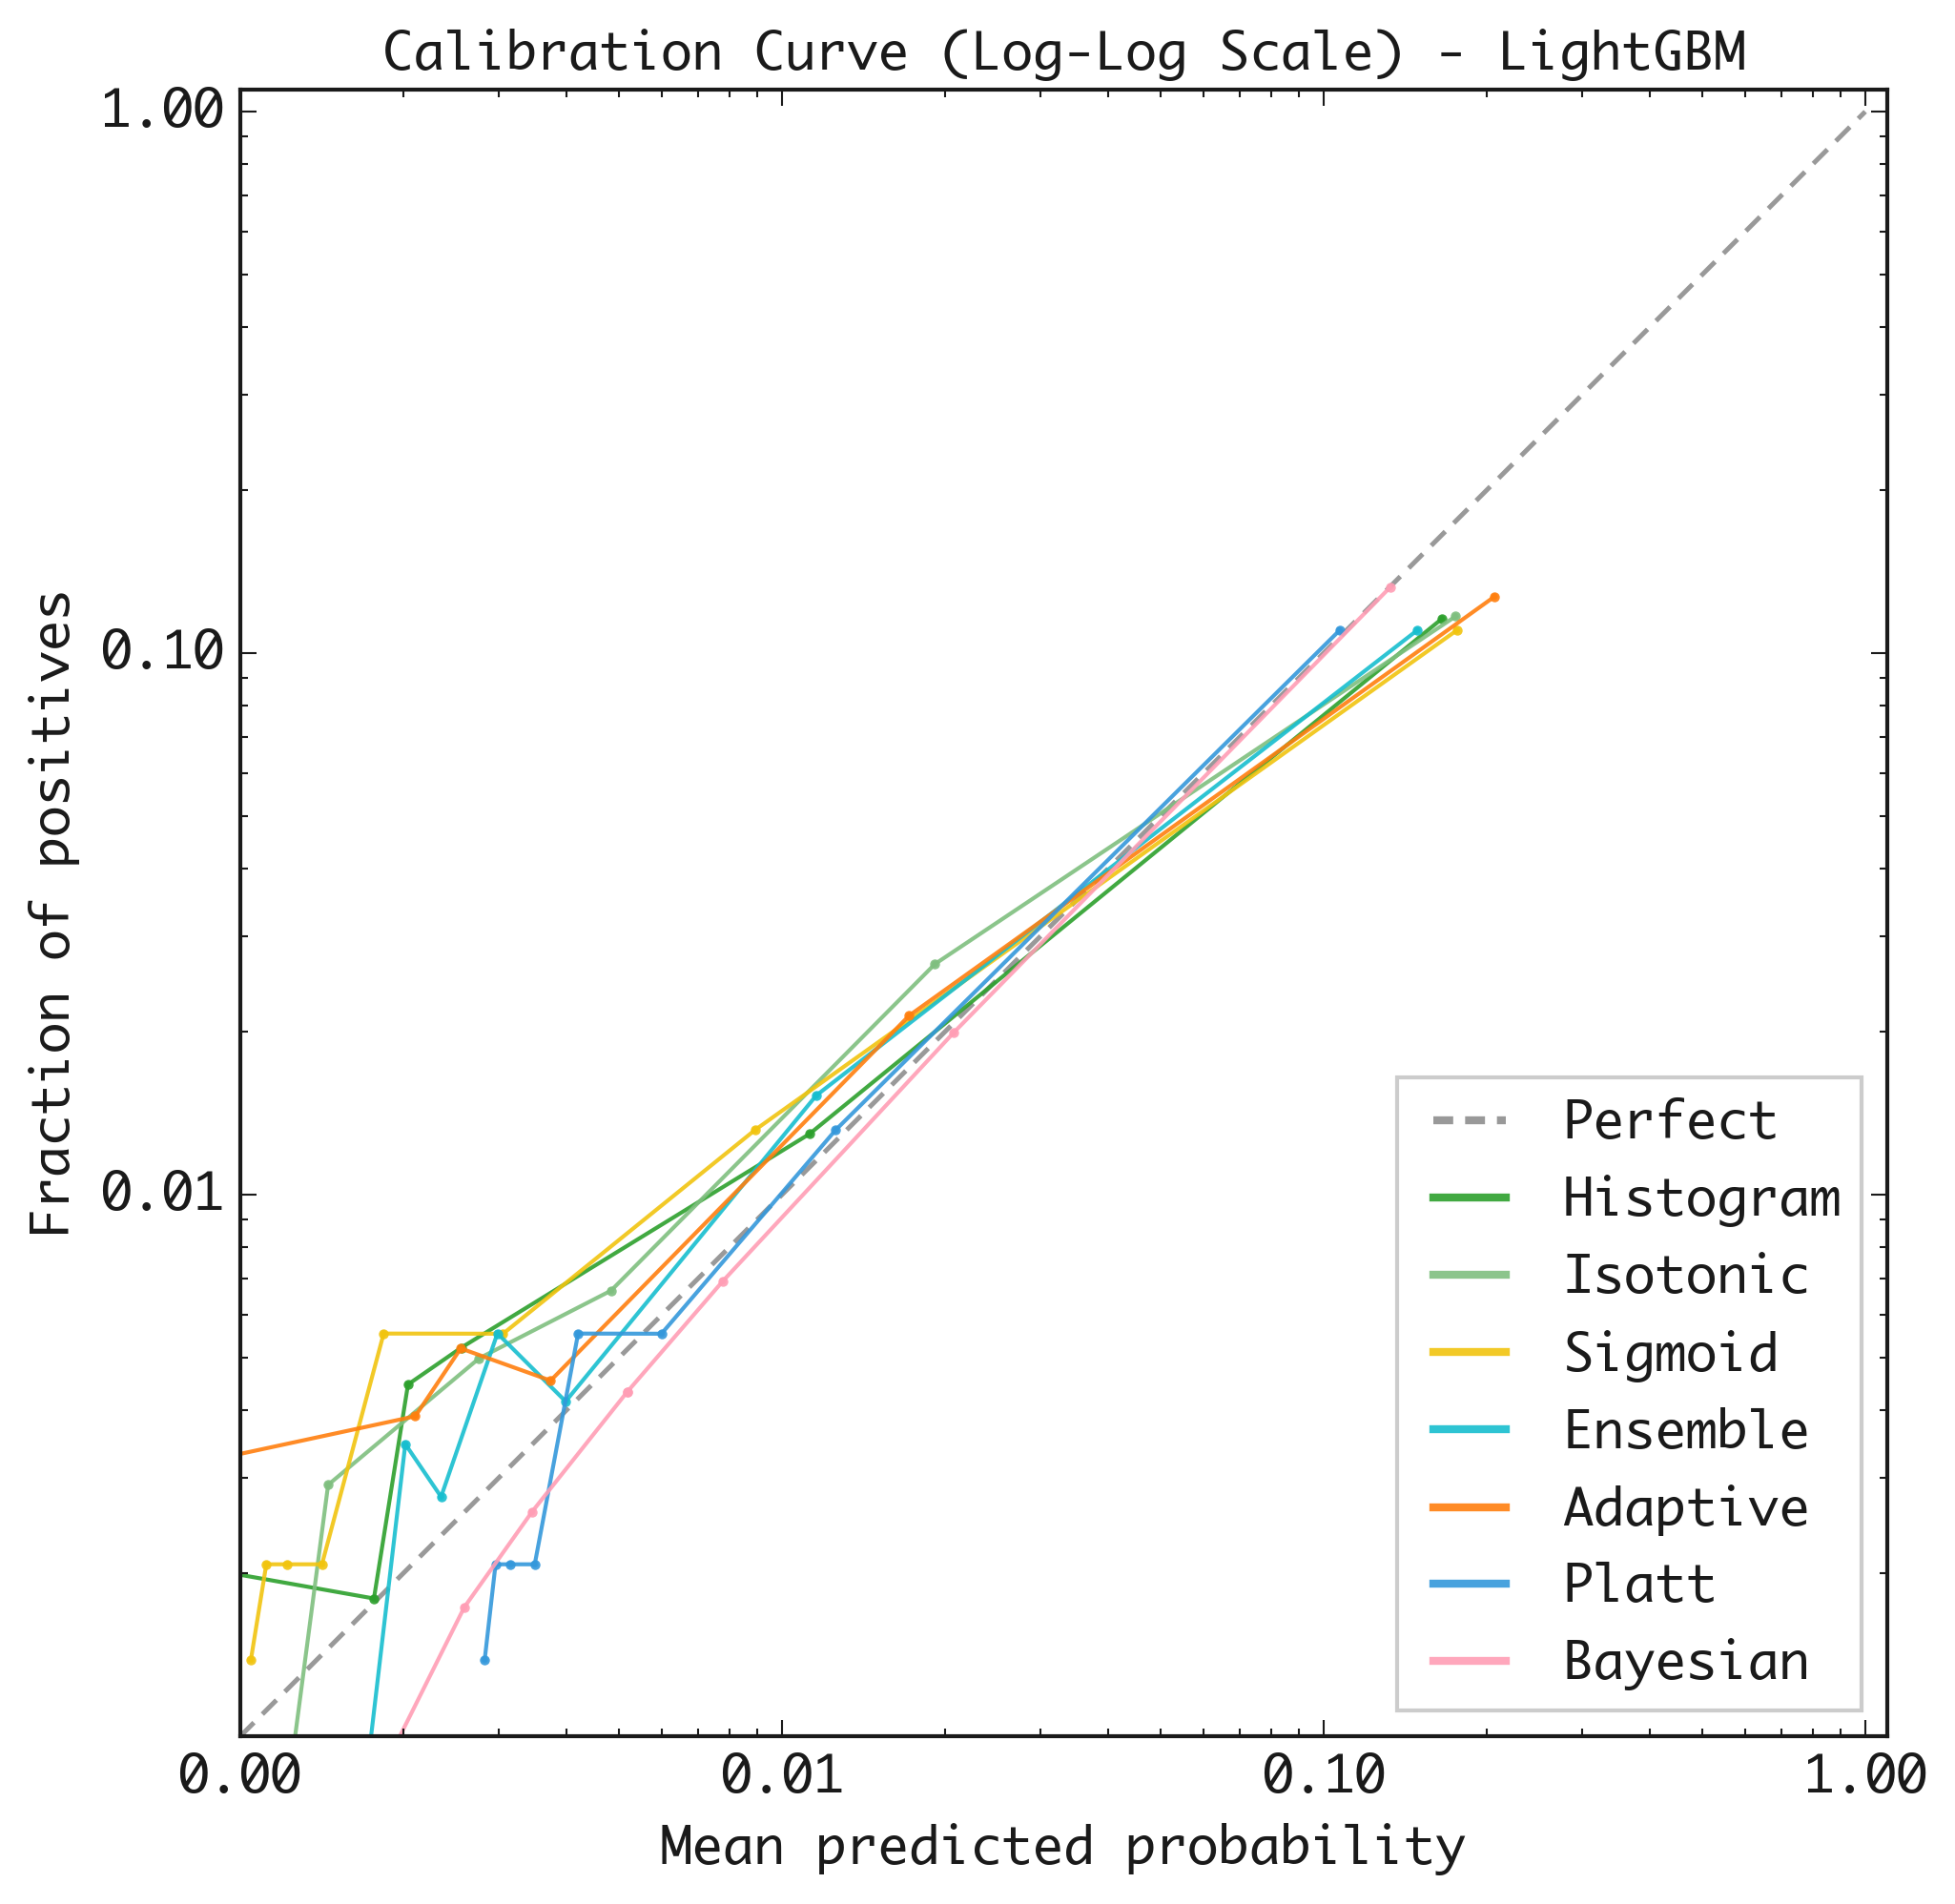 Calibration Curve (Log-Log Scale) - LightGBM
1.00
0.10
0.01
Fraction of positives
Perfect
Histogram
Isotonic
Sigmoid
Ensemble
Adaptive
Platt
Bayesian
0.00 0.01 0.10 1.00
Mean predicted probability